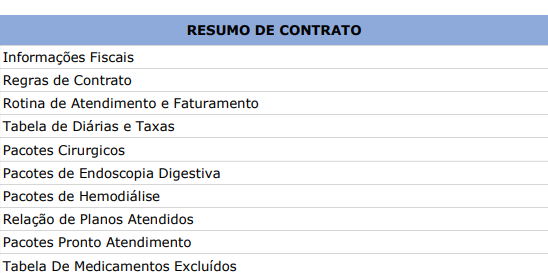 RESUMO DE CONTRATO
Informações Fiscais
Regras de Contrato
Rotina de Atendimento e Faturamento
Tabela de Diárias e Taxas
Pacotes Cirurgicos
Pacotes de Endoscopia Digestiva
Pacotes de Hemodiálise
Relação de Planos Atendidos
Pacotes Pronto Atendimento
Tabela De Medicamentos Excluídos